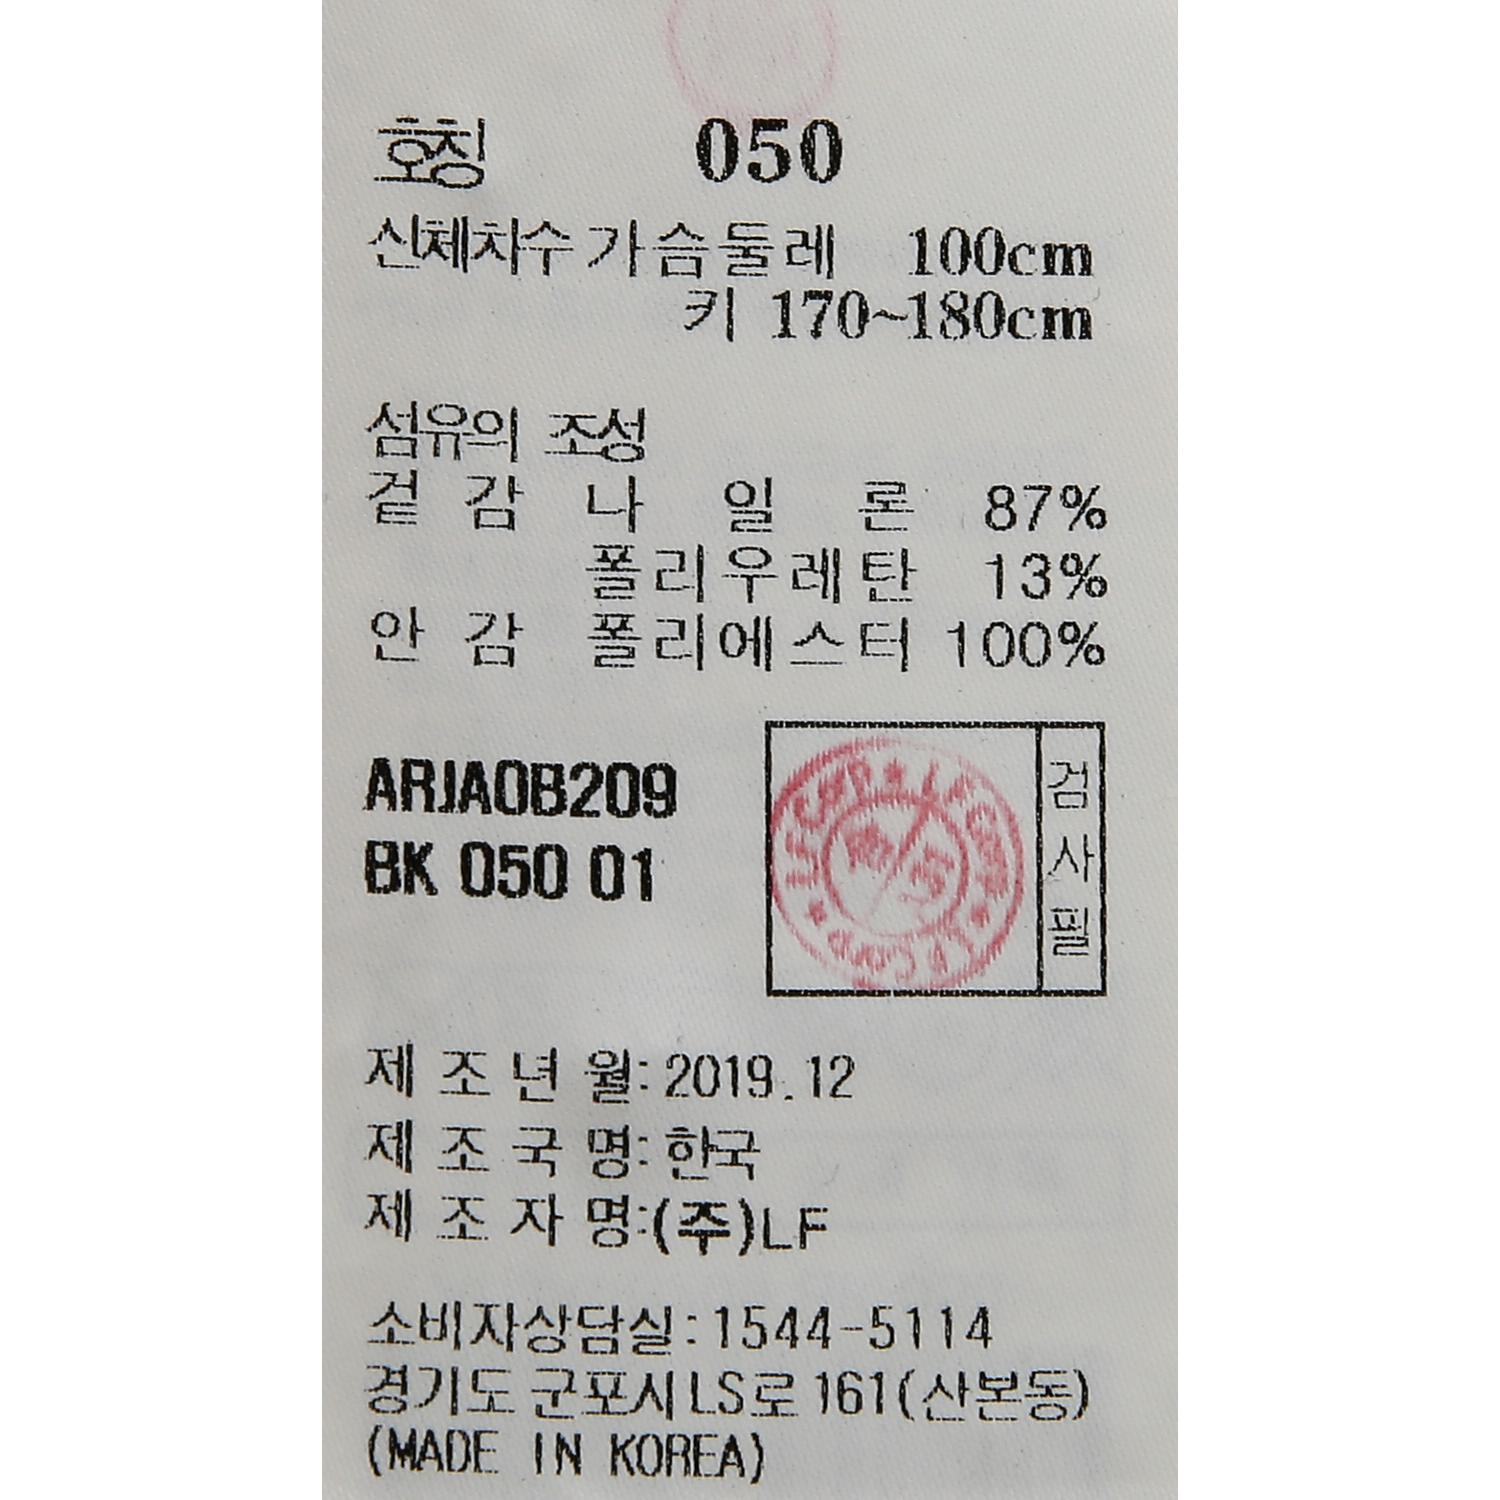 호칭 050
신체치수 가슴둘레 100cm
키 170~180cm
섬유의 조성
겉감 나일론 87%
폴리우레탄 13%
안감 폴리에스터 100%
ARJA0B209
BK 050 01
검사필
제조년월: 2019.12
제조국명: 한국
제조자명:(주)LF
소비자상담실:1544-5114
경기도 군포시 LS로 161(산본동)
(MADE IN KOREA)